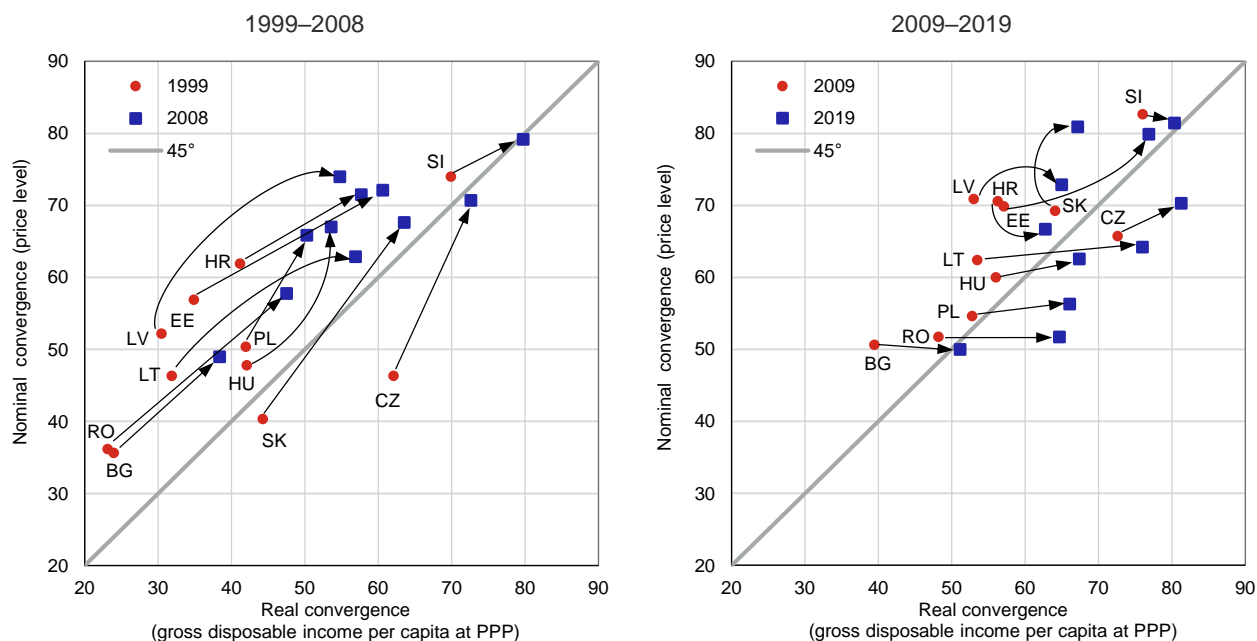 1999–2008
Nominal convergence (price level)
90
80
70
60
50
40
30
20
1999
2008
45°
SI
HR
EE
LV
LT
PL
HU
CZ
SK
RO
BG
20 30 40 50 60 70 80 90
Real convergence
(gross disposable income per capita at PPP)
2009–2019
Nominal convergence (price level)
90
80
70
60
50
40
30
20
2009
2019
45°
SI
LV
HR
EE
SK
CZ
LT
HU
PL
RO
BG
20 30 40 50 60 70 80 90
Real convergence
(gross disposable income per capita at PPP)